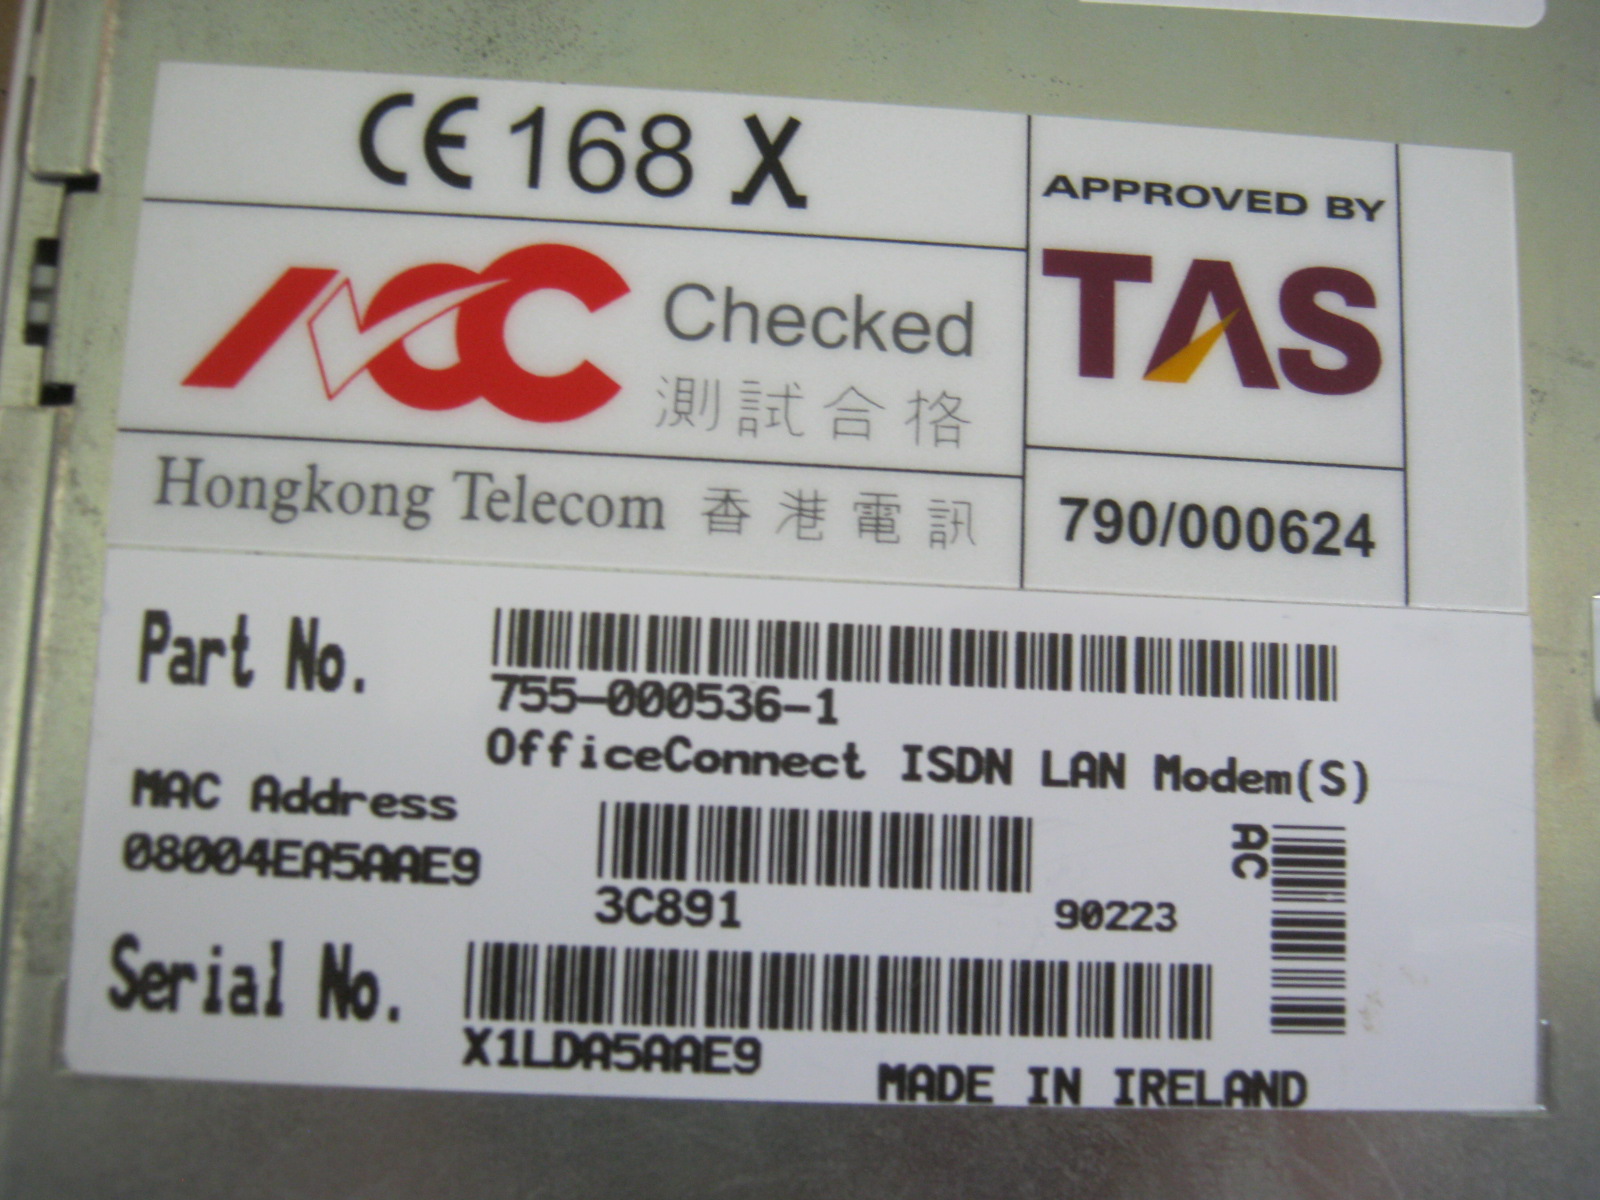 CE 168 X
APPROVED BY
TAS
ACC Checked
測試合格
Hongkong Telecom 香港電訊
790/000624
Part No.
755-000536-1
OfficeConnect ISDN LAN Modem(S)
MAC Address
08004EA5AAE9
3C891
90223
AC
Serial No.
X1LDA5AAE9
MADE IN IRELAND